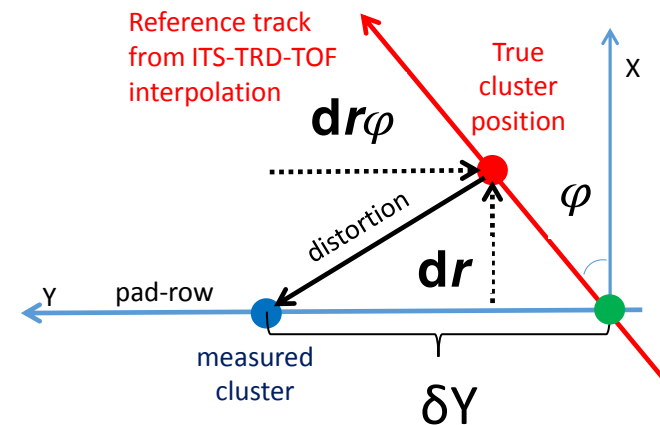 Reference track
from ITS-TRD-TOF
interpolation
True
cluster
position
X
drφ
φ
distortion
dr
Y
pad-row
measured
cluster
δY